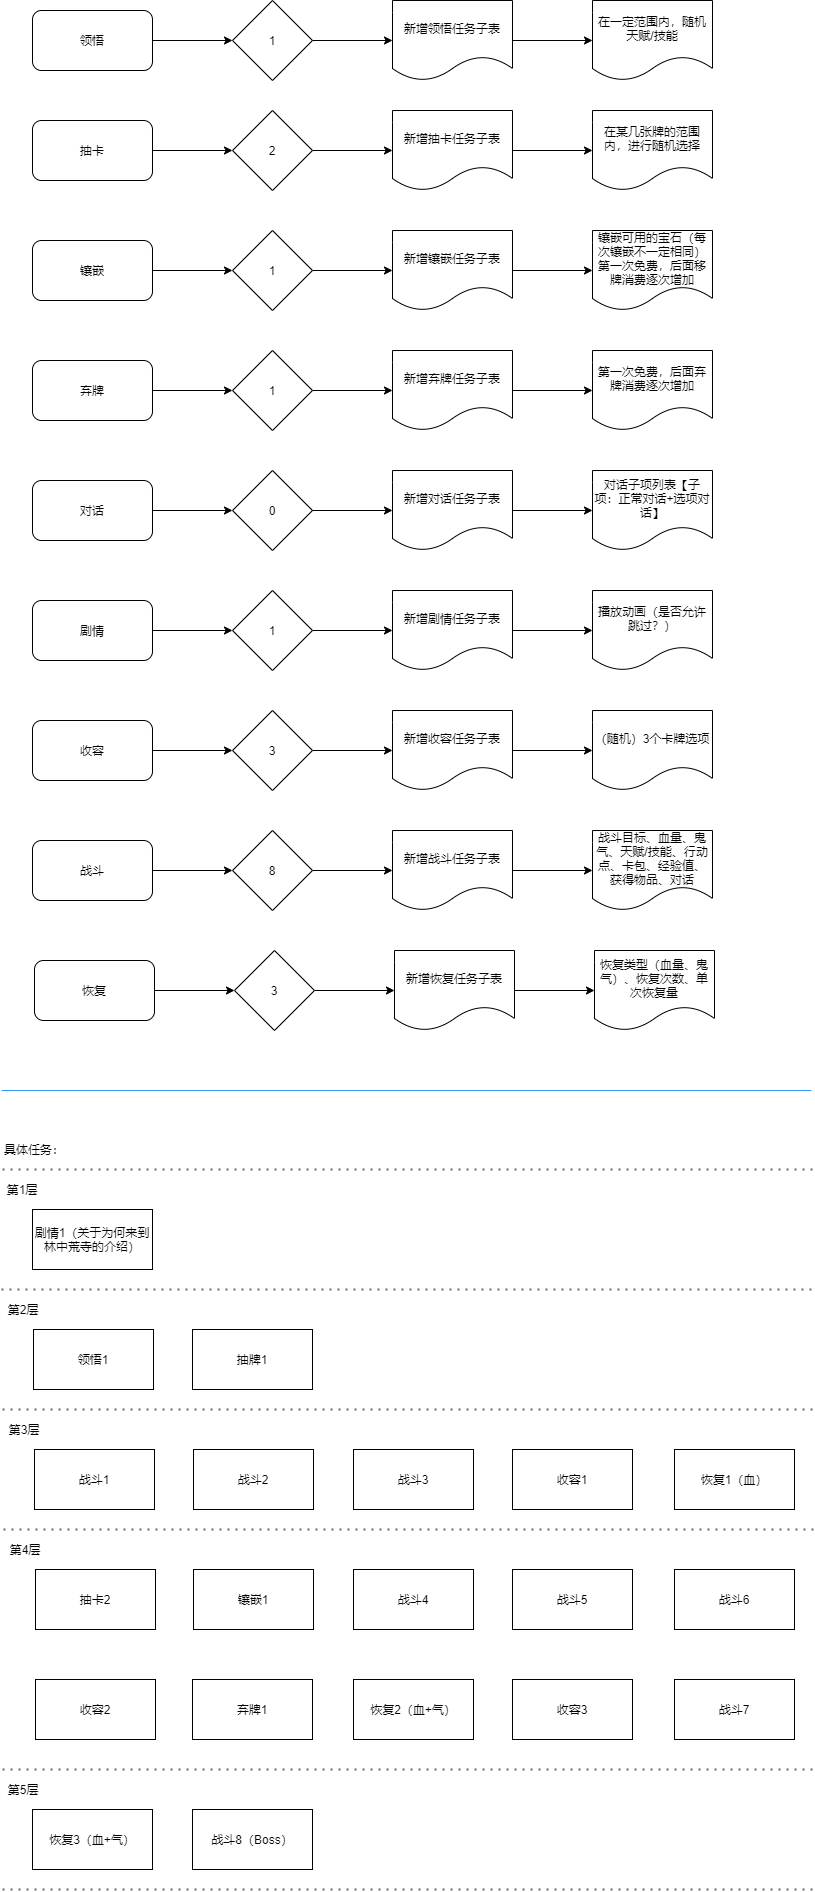 领悟
1
新增领悟任务子表
在一定范围内，随机
天赋/技能
抽卡
2
新增抽卡任务子表
在某几张牌的范围
内，进行随机选择
镶嵌
1
新增镶嵌任务子表
镶嵌可用的宝石（每
次镶嵌不一定相同）
第一次免费，后面移
牌消费逐次增加
弃牌
1
新增弃牌任务子表
第一次免费，后面弃
牌消费逐次增加
对话
0
新增对话任务子表
对话子项列表【子
项：正常对话+选项对
话】
剧情
1
新增剧情任务子表
播放动画（是否允许
跳过？）
收容
3
新增收容任务子表
（随机）3个卡牌选项
战斗
8
新增战斗任务子表
战斗目标、血量、鬼
气、天赋/技能、行动
点、卡包、经验值、
获得物品、对话
恢复
3
新增恢复任务子表
恢复类型（血量、鬼
气）、恢复次数、单
次恢复量
具体任务：
第1层
剧情1（关于为何来到
林中荒寺的介绍）
第2层
领悟1
抽牌1
第3层
战斗1
战斗2
战斗3
收容1
恢复1（血）
第4层
抽卡2
镶嵌1
战斗4
战斗5
战斗6
收容2
弃牌1
恢复2（血+气）
收容3
战斗7
第5层
恢复3（血+气）
战斗8（Boss）